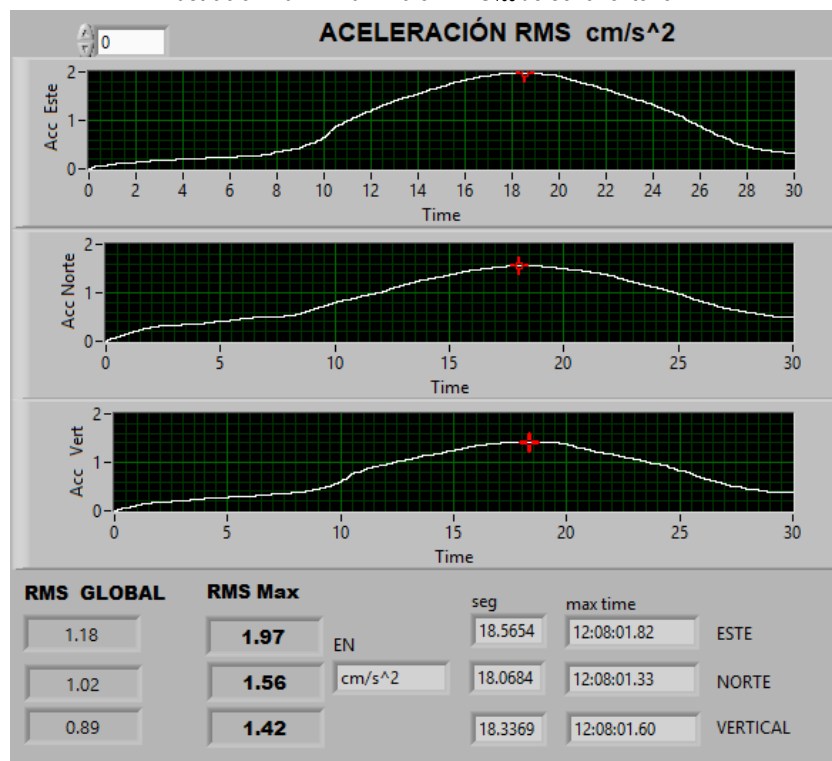 ACELERACIÓN RMS cm/s^2
0
Acc Este
2
1
0
0 2 4 6 8 10 12 14 16 18 20 22 24 26 28 30
Time
Acc Norte
2
1
0
0 5 10 15 20 25 30
Time
Acc Vert
2
1
0
0 5 10 15 20 25 30
Time
RMS GLOBAL RMS Max seg max time
1.18 1.97 EN 18.5654 12:08:01.82 ESTE
1.02 1.56 cm/s^2 18.0684 12:08:01.33 NORTE
0.89 1.42 18.3369 12:08:01.60 VERTICAL